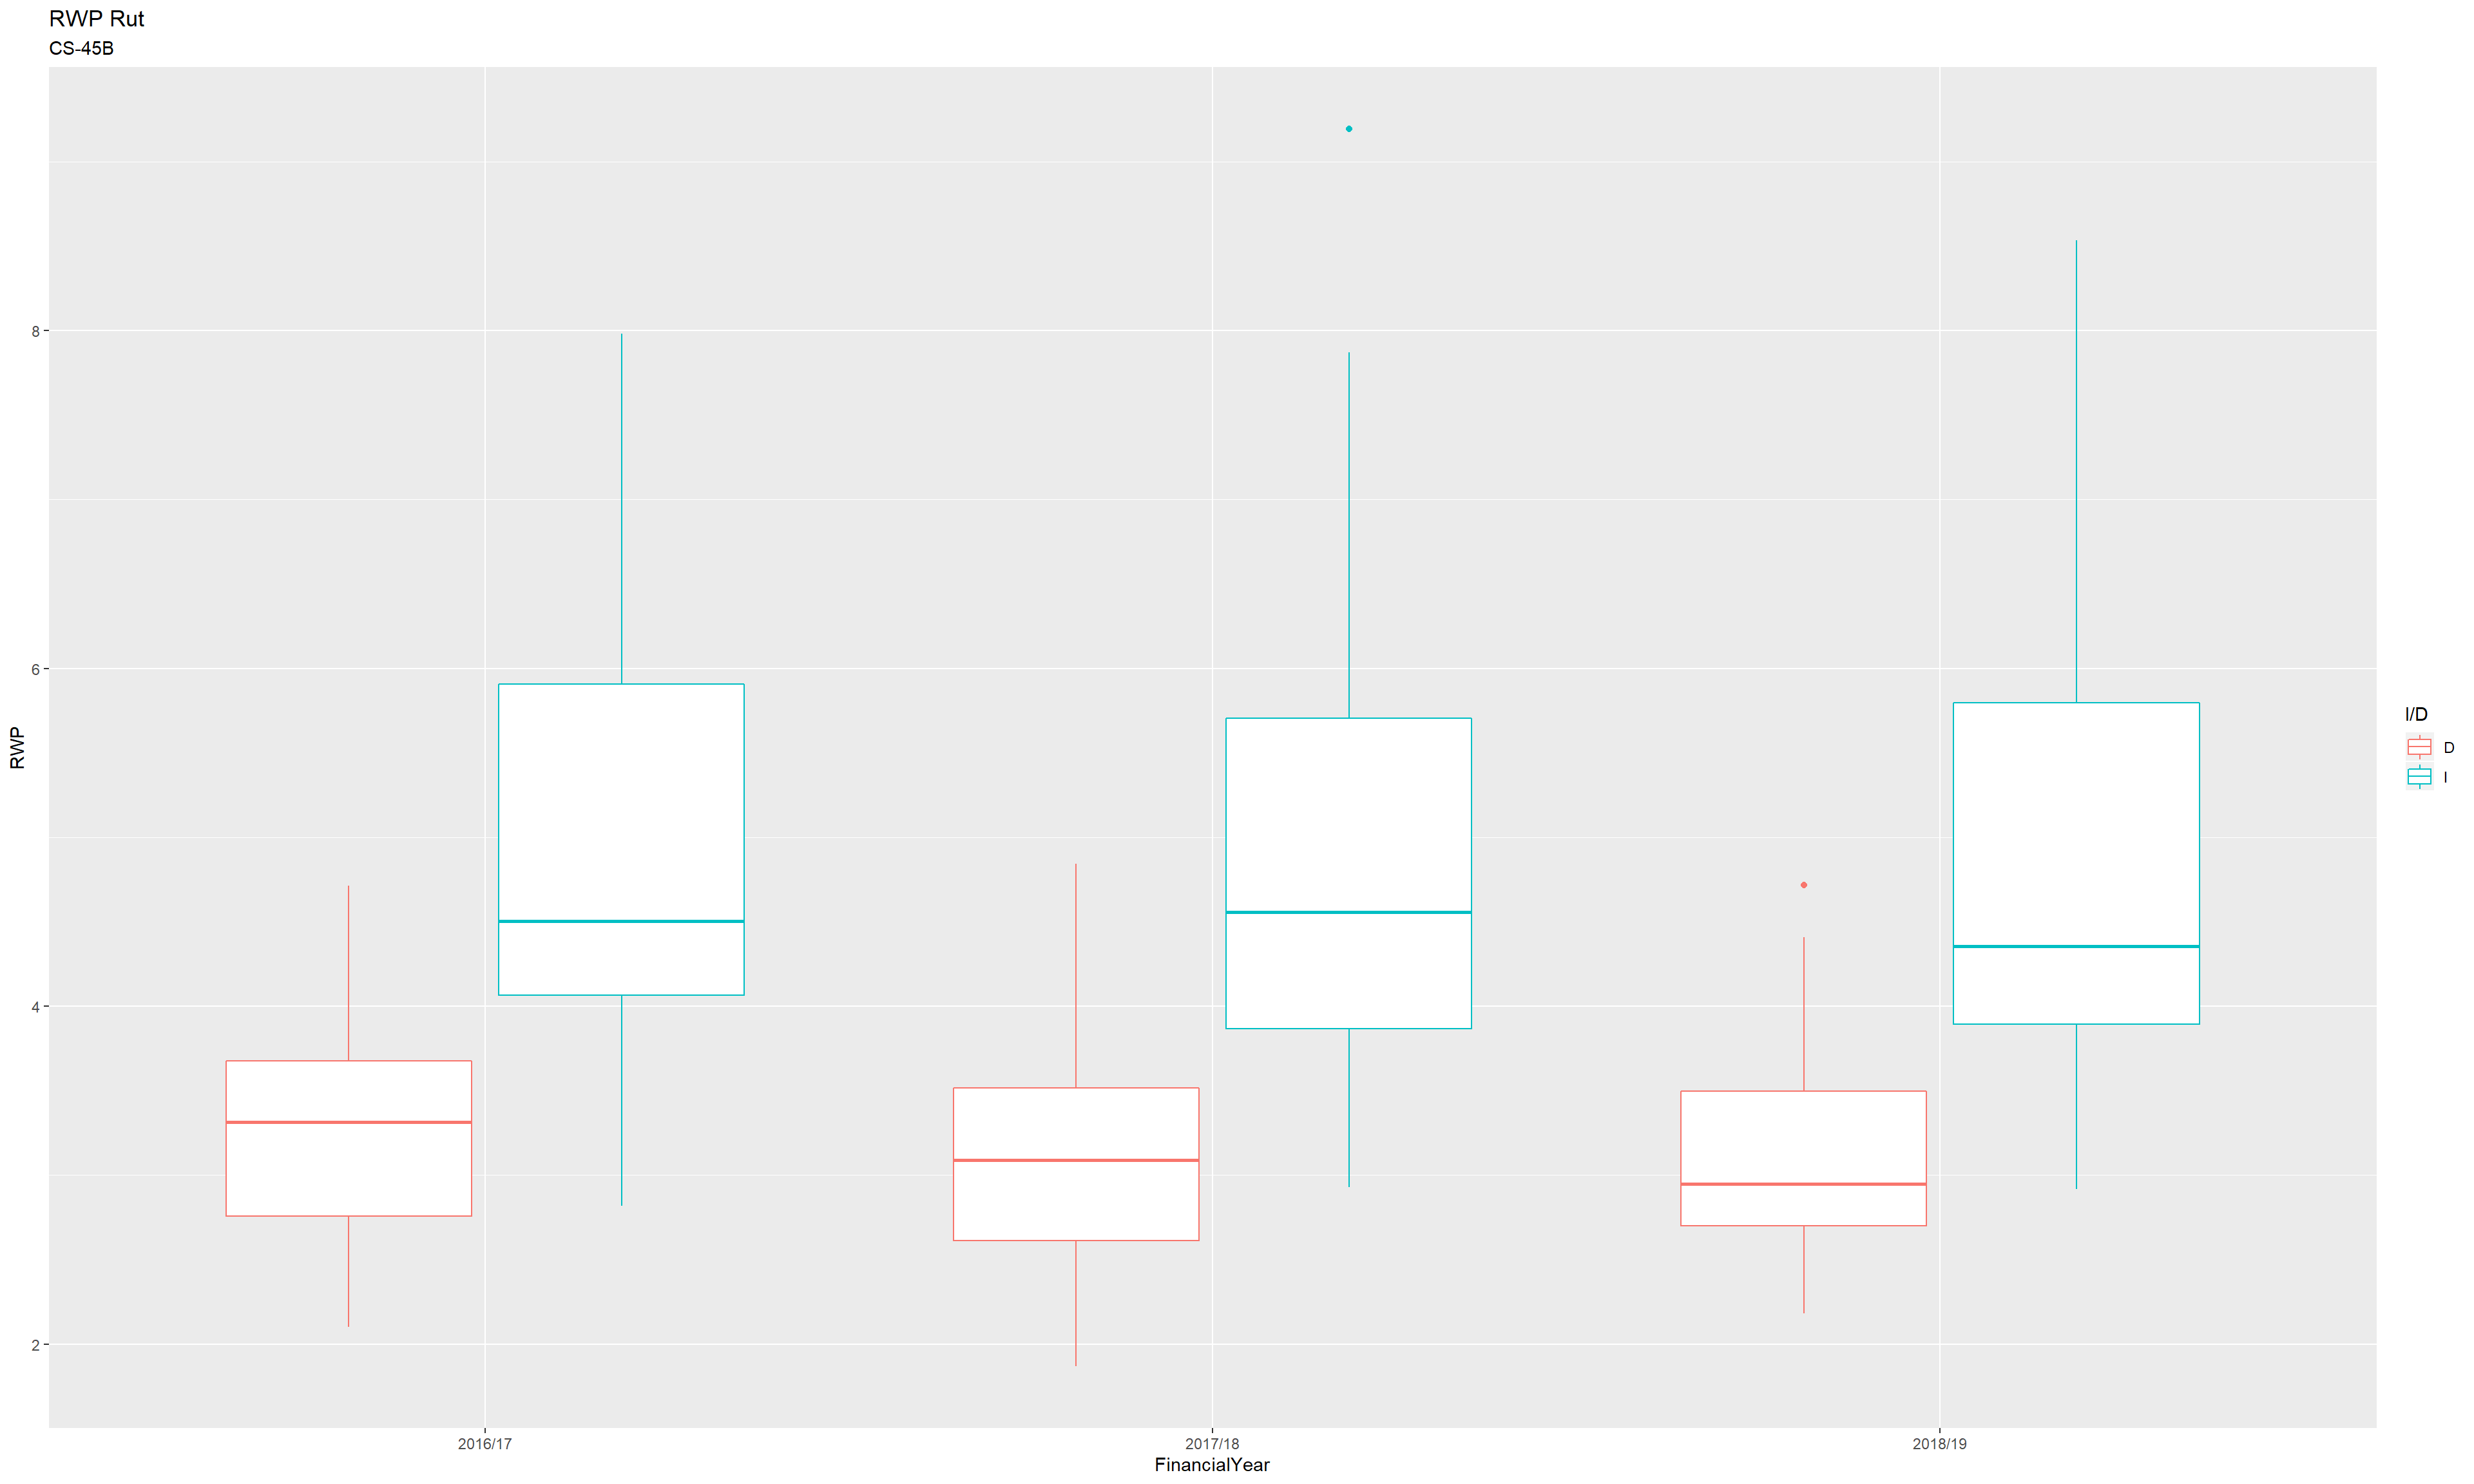 RWP Rut
CS-45B
8
6
4
2
RWP
2016/17
2017/18
2018/19
FinancialYear
I/D
D
I